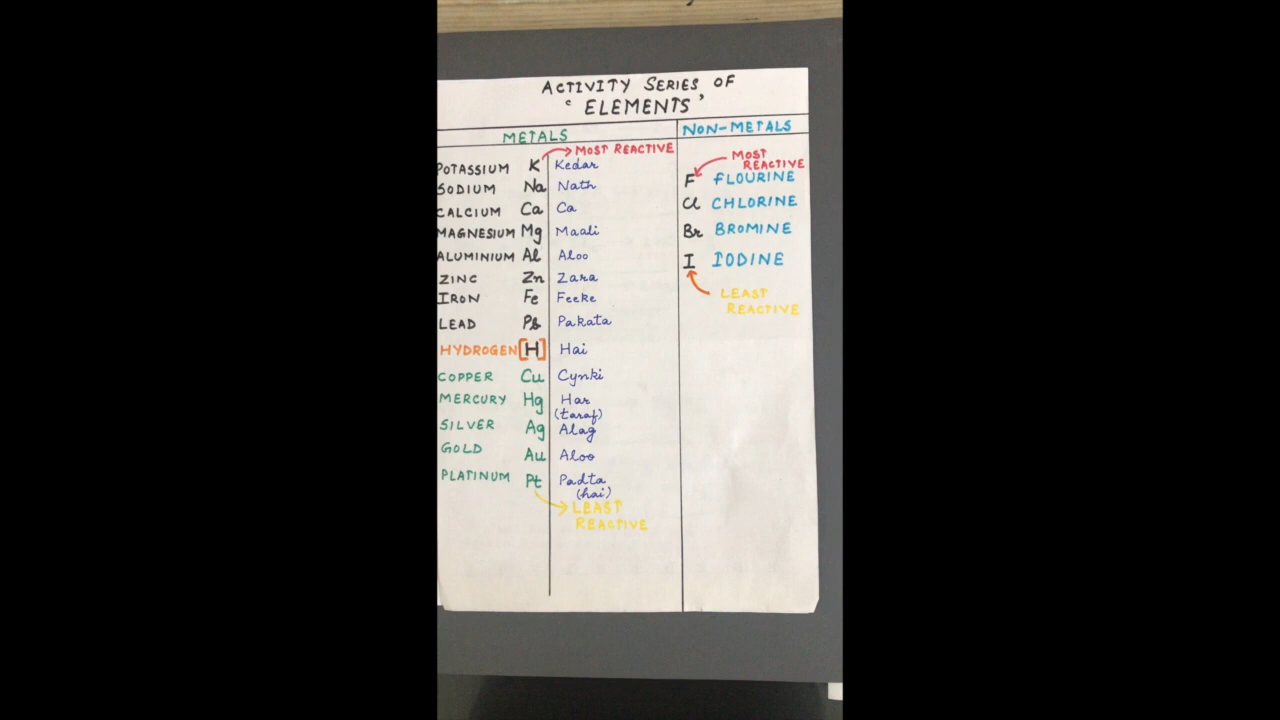 ACTIVITY SERIES OF
‘ELEMENTS’
METALS
NON-METALS
MOST REACTIVE
POTASSIUM K Kedar
SODIUM Na Nath
CALCIUM Ca Ca
MAGNESIUM Mg Maali
ALUMINIUM Al Aloo
ZINC Zn Zara
IRON Fe Feeke
LEAD Pb Pakata
HYDROGEN [H] Hai
COPPER Cu Cynki
MERCURY Hg Har
(taraf)
SILVER Ag Alag
GOLD Au Aloo
PLATINUM Pt Padta
(hai)
LEAST
REACTIVE
MOST
REACTIVE
F FLOURINE
Cl CHLORINE
Br BROMINE
I IODINE
LEAST
REACTIVE